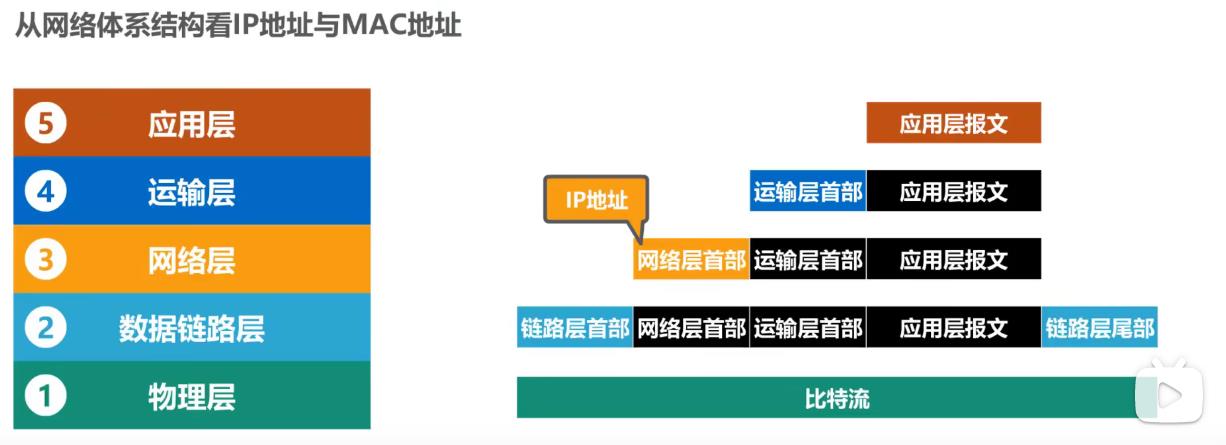 从网络体系结构看IP地址与MAC地址
5 应用层 应用层报文
4 运输层 运输层首部 应用层报文
IP地址
3 网络层 网络层首部 运输层首部 应用层报文
2 数据链路层 链路层首部 网络层首部 运输层首部 应用层报文 链路层尾部
1 物理层 比特流